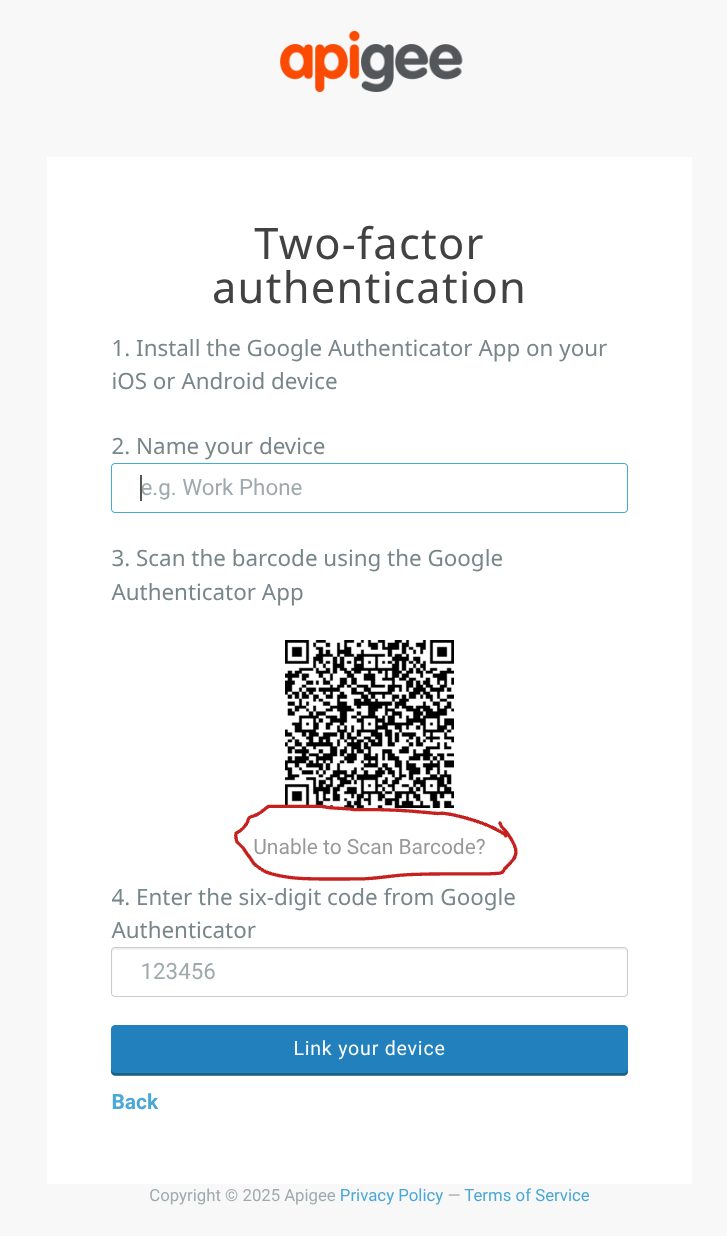 apigee
Two-factor
authentication
1. Install the Google Authenticator App on your
iOS or Android device
2. Name your device
e.g. Work Phone
3. Scan the barcode using the Google
Authenticator App
Unable to Scan Barcode?
4. Enter the six-digit code from Google
Authenticator
123456
Link your device
Back
Copyright © 2025 Apigee Privacy Policy — Terms of Service